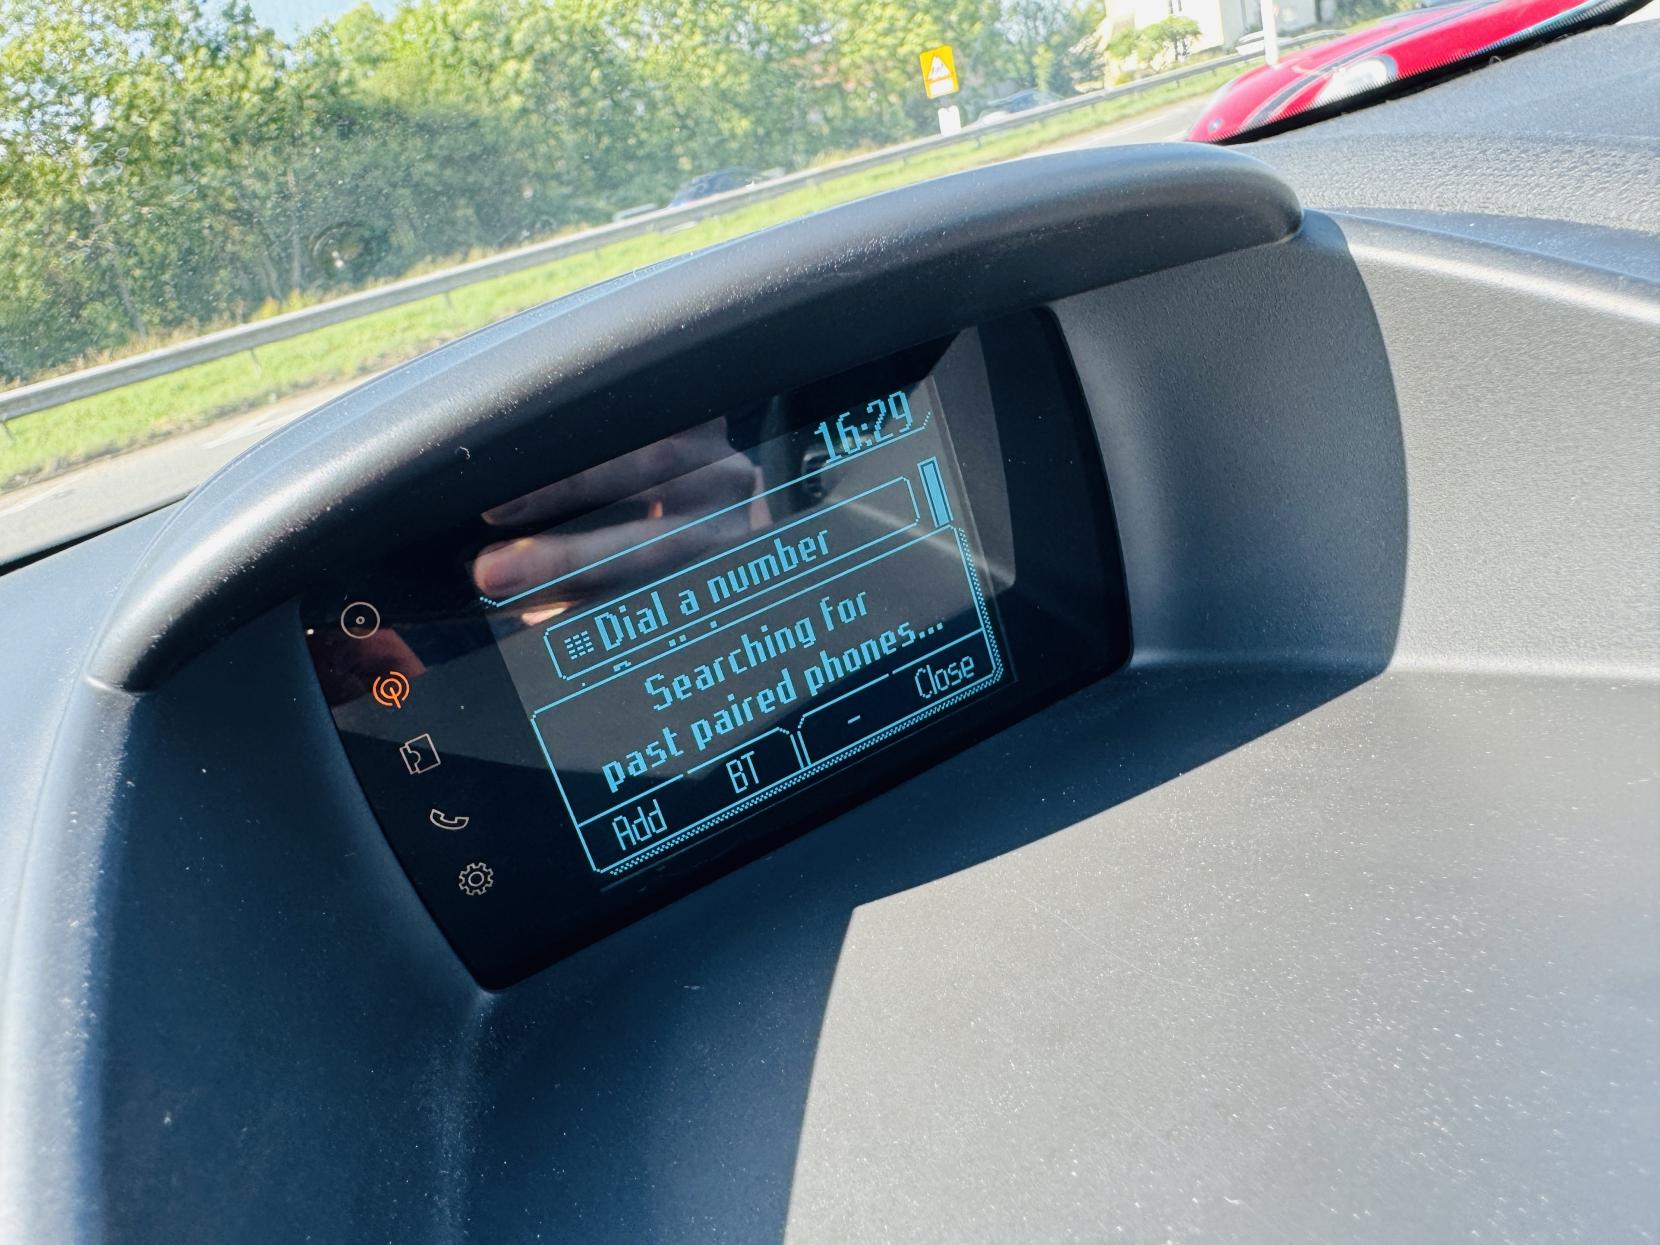 16:29
Dial a number
Searching for
past paired phones...
Add BT - Close